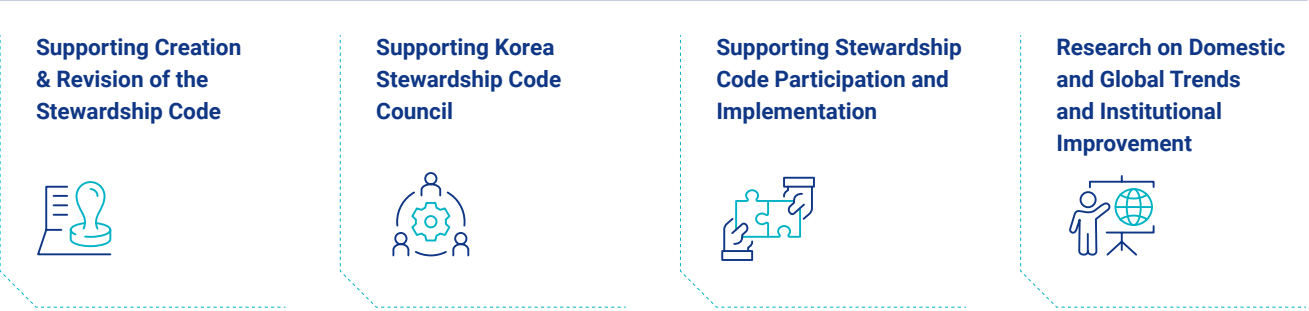 Supporting Creation
& Revision of the
Stewardship Code
Supporting Korea
Stewardship Code
Council
Supporting Stewardship
Code Participation and
Implementation
Research on Domestic
and Global Trends
and Institutional
Improvement